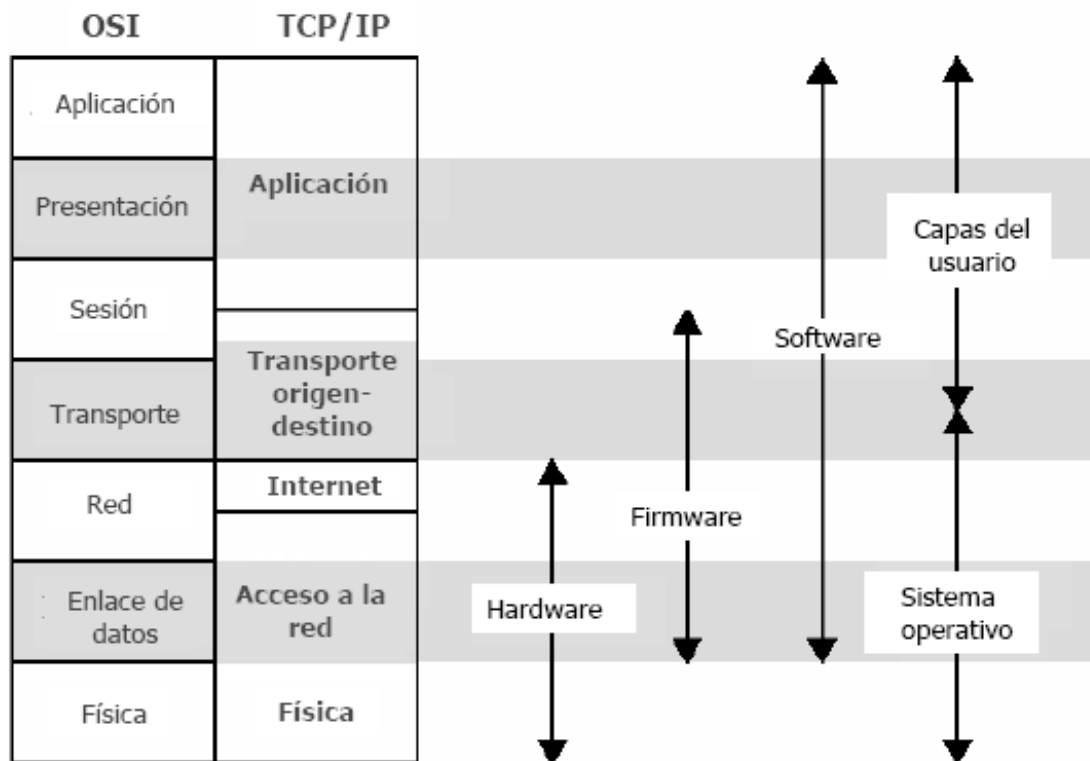 OSI
TCP/IP
Aplicación
Presentación
Sesión
Transporte
Red
Enlace de
datos
Física
Aplicación
Transporte
origen-
destino
Internet
Acceso a la
red
Física
Hardware
Firmware
Software
Capas del
usuario
Sistema
operativo